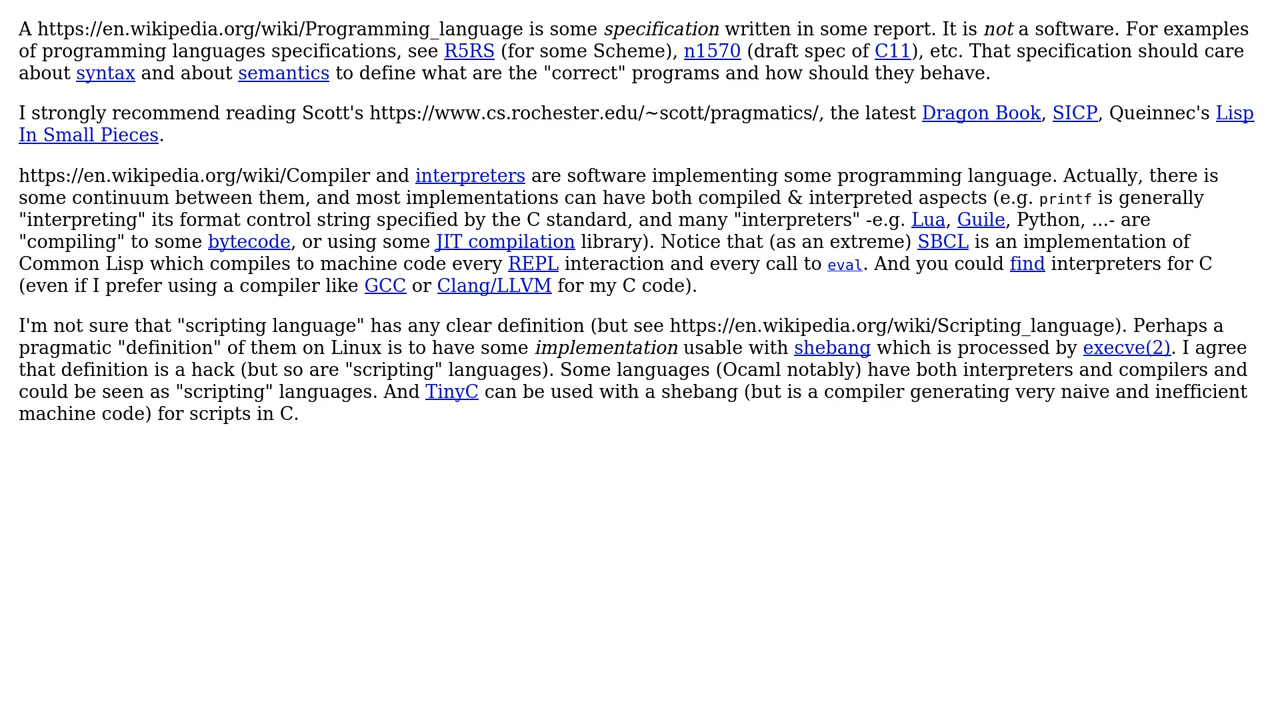 A https://en.wikipedia.org/wiki/Programming_language is some specification written in some report. It is not a software. For examples
of programming languages specifications, see R5RS (for some Scheme), n1570 (draft spec of C11), etc. That specification should care
about syntax and about semantics to define what are the "correct" programs and how should they behave.
I strongly recommend reading Scott's https://www.cs.rochester.edu/~scott/pragmatics/, the latest Dragon Book, SICP, Queinnec's Lisp
In Small Pieces.
https://en.wikipedia.org/wiki/Compiler and interpreters are software implementing some programming language. Actually, there is
some continuum between them, and most implementations can have both compiled & interpreted aspects (e.g. printf is generally
"interpreting" its format control string specified by the C standard, and many "interpreters" -e.g. Lua, Guile, Python, ...- are
"compiling" to some bytecode, or using some JIT compilation library). Notice that (as an extreme) SBCL is an implementation of
Common Lisp which compiles to machine code every REPL interaction and every call to eval. And you could find interpreters for C
(even if I prefer using a compiler like GCC or Clang/LLVM for my C code).
I'm not sure that "scripting language" has any clear definition (but see https://en.wikipedia.org/wiki/Scripting_language). Perhaps a
pragmatic "definition" of them on Linux is to have some implementation usable with shebang which is processed by execve(2). I agree
that definition is a hack (but so are "scripting" languages). Some languages (Ocaml notably) have both interpreters and compilers and
could be seen as "scripting" languages. And TinyC can be used with a shebang (but is a compiler generating very naive and inefficient
machine code) for scripts in C.